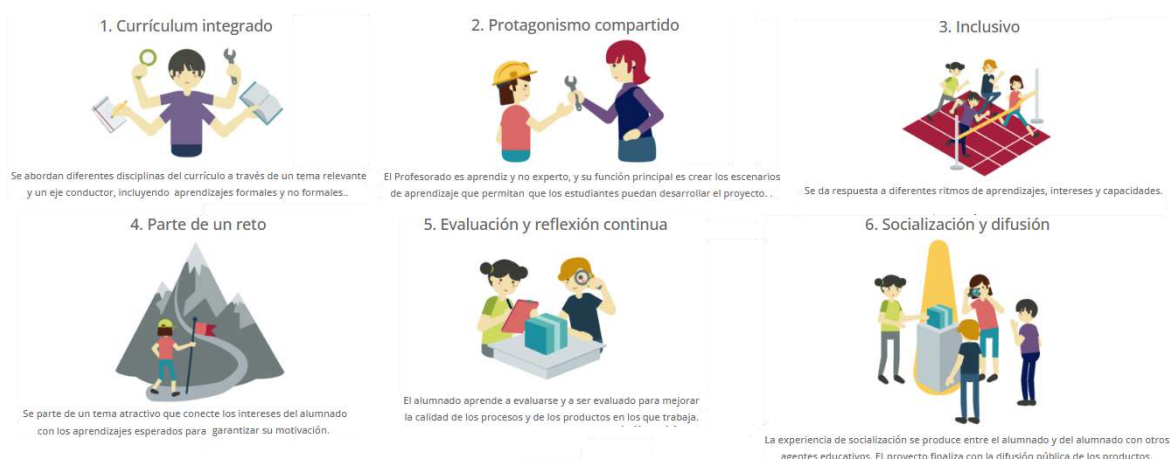 1. Currículum integrado
Se abordan diferentes disciplinas del currículo a través de un tema relevante
y un eje conductor, incluyendo aprendizajes formales y no formales..
2. Protagonismo compartido
El Profesorado es aprendiz y no experto, y su función principal es crear los escenarios
de aprendizaje que permitan que los estudiantes puedan desarrollar el proyecto. .
3. Inclusivo
Se da respuesta a diferentes ritmos de aprendizajes, intereses y capacidades.
4. Parte de un reto
Se parte de un tema atractivo que conecte los intereses del alumnado
con los aprendizajes esperados para garantizar su motivación.
5. Evaluación y reflexión continua
El alumnado aprende a evaluarse y a ser evaluado para mejorar
la calidad de los procesos y de los productos en los que trabaja.
6. Socialización y difusión
La experiencia de socialización se produce entre el alumnado y del alumnado con otros
agentes educativos. El proyecto finaliza con la difusión pública de los productos.